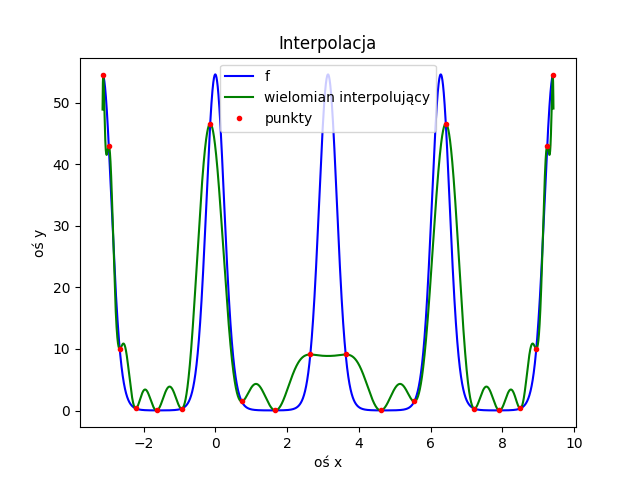 Interpolacja
f
wielomian interpolujący
punkty
oś y
50
40
30
20
10
0
−2
0
2
4
6
8
10
oś x